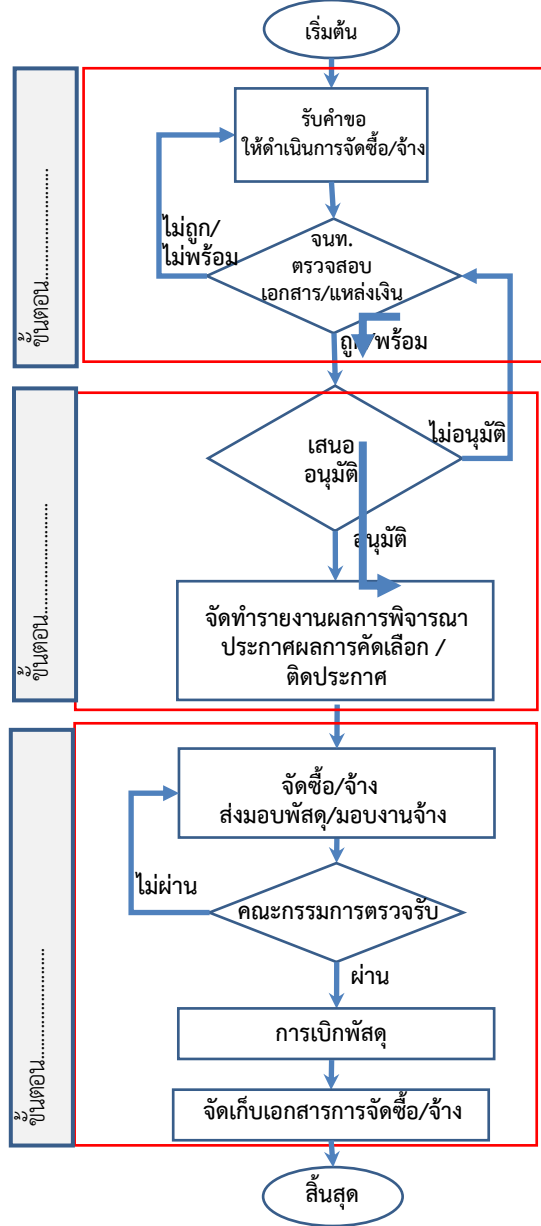 เริ่มต้น
ขั้นตอน........................
รับคำขอ
ให้ดำเนินการจัดซื้อ/จ้าง
ไม่ถูก/
ไม่พร้อม
จนท.
ตรวจสอบ
เอกสาร/แหล่งเงิน
/พร้อม
ขั้นตอน........................
เสนอ
อนุมัติ
ไม่อนุมัติ
อนุมัติ
จัดทำรายงานผลการพิจารณา
ประกาศผลการคัดเลือก /
ติดประกาศ
ขั้นตอน........................
จัดซื้อ/จ้าง
ส่งมอบพัสดุ/มอบงานจ้าง
ไม่ผ่าน
คณะกรรมการตรวจรับ
ผ่าน
การเบิกพัสดุ
จัดเก็บเอกสารการจัดซื้อ/จ้าง
สิ้นสุด